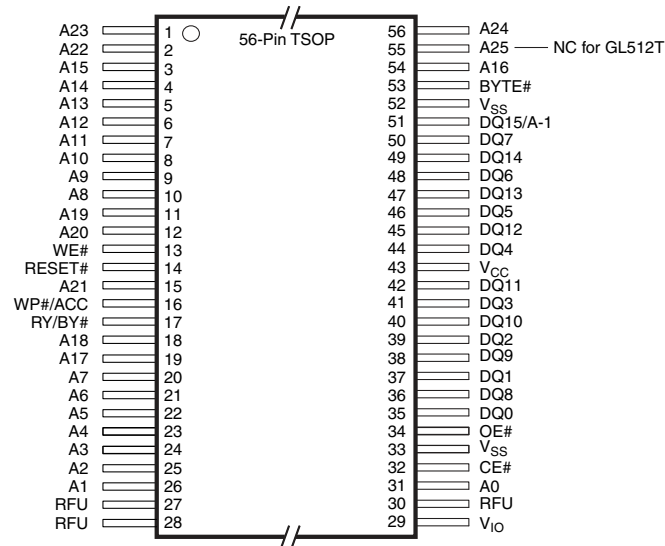 56-Pin TSOP
A23 1
A22 2
A15 3
A14 4
A13 5
A12 6
A11 7
A10 8
A9 9
A8 10
A19 11
A20 12
WE# 13
RESET# 14
A21 15
WP#/ACC 16
RY/BY# 17
A18 18
A17 19
A7 20
A6 21
A5 22
A4 23
A3 24
A2 25
A1 26
RFU 27
RFU 28
56 A24
55 A25 NC for GL512T
54 A16
53 BYTE#
52 VSS
51 DQ15/A-1
50 DQ7
49 DQ14
48 DQ6
47 DQ13
46 DQ5
45 DQ12
44 DQ4
43 VCC
42 DQ11
41 DQ3
40 DQ10
39 DQ2
38 DQ9
37 DQ1
36 DQ8
35 DQ0
34 OE#
33 VSS
32 CE#
31 A0
30 RFU
29 VIO